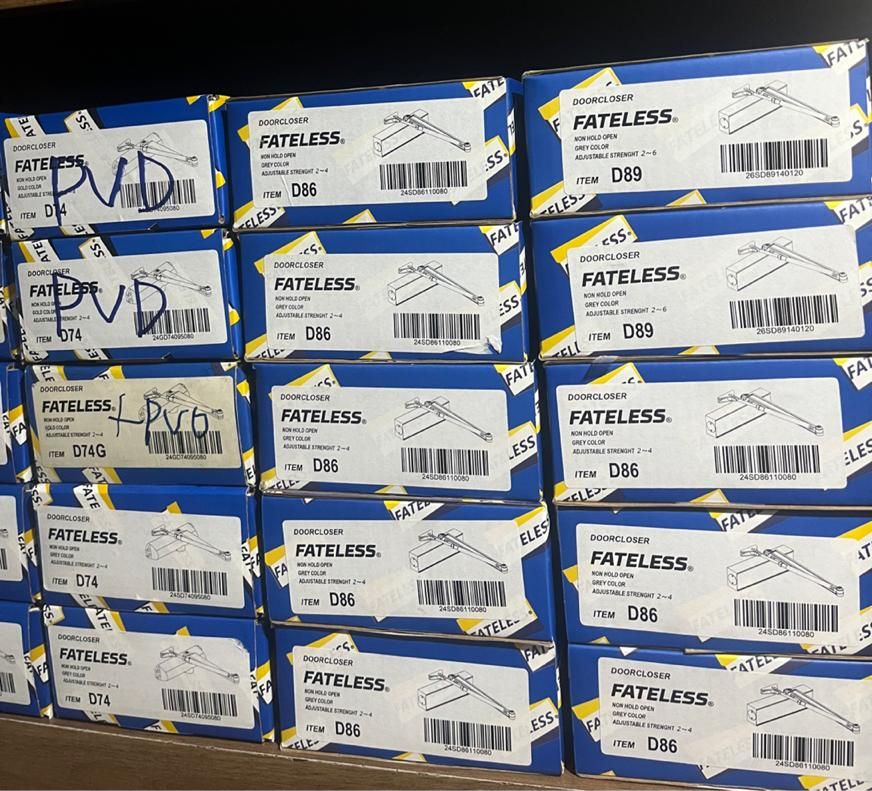 DOORCLOSER
FATELESS®
NON HOLD OPEN
GOLD COLOR
ADJUSTABLE
ITEM D74
PVD
DOORCLOSER
FATELESS®
NON HOLD OPEN
GREY COLOR
ADJUSTABLE STRENGHT 2~4
ITEM D86
24SD86110080
DOORCLOSER
FATELESS®
NON HOLD OPEN
GREY COLOR
ADJUSTABLE STRENGHT 2~6
ITEM D89
26SD89140120
DOORCLOSER
FATELESS®
GOLD COLOR
ADJUSTABLE STRENGHT 2~4
ITEM D74
24GD74095080
PVD
DOORCLOSER
FATELESS®
NON HOLD OPEN
GREY COLOR
ADJUSTABLE STRENGHT 2~4
ITEM D86
24SD86110080
DOORCLOSER
FATELESS®
NON HOLD OPEN
GREY COLOR
ADJUSTABLE STRENGHT 2~6
ITEM D89
26SD89140120
DOORCLOSER
FATELESS®
NON HOLD OPEN
GOLD COLOR
ADJUSTABLE STRENGHT 2~4
ITEM D74G
24GD74095080
DOORCLOSER
FATELESS®
NON HOLD OPEN
GREY COLOR
ADJUSTABLE STRENGHT 2~4
ITEM D86
24SD86110080
DOORCLOSER
FATELESS®
NON HOLD OPEN
GREY COLOR
ADJUSTABLE STRENGHT 2~4
ITEM D86
24SD86110080
DOORCLOSER
FATELESS®
NON HOLD OPEN
GREY COLOR
ADJUSTABLE STRENGHT 2~4
ITEM D74
24SD74095080
DOORCLOSER
FATELESS®
NON HOLD OPEN
GREY COLOR
ADJUSTABLE STRENGHT 2~4
ITEM D86
24SD86110080
DOORCLOSER
FATELESS®
NON HOLD OPEN
GREY COLOR
ADJUSTABLE STRENGHT 2~4
ITEM D86
24SD86110080
DOORCLOSER
FATELESS®
NON HOLD OPEN
GREY COLOR
ADJUSTABLE STRENGHT 2~4
ITEM D74
24SD74095080
DOORCLOSER
FATELESS®
NON HOLD OPEN
GREY COLOR
ADJUSTABLE STRENGHT 2~4
ITEM D86
24SD86110080
DOORCLOSER
FATELESS®
NON HOLD OPEN
GREY COLOR
ADJUSTABLE STRENGHT 2~4
ITEM D86
24SD86110080